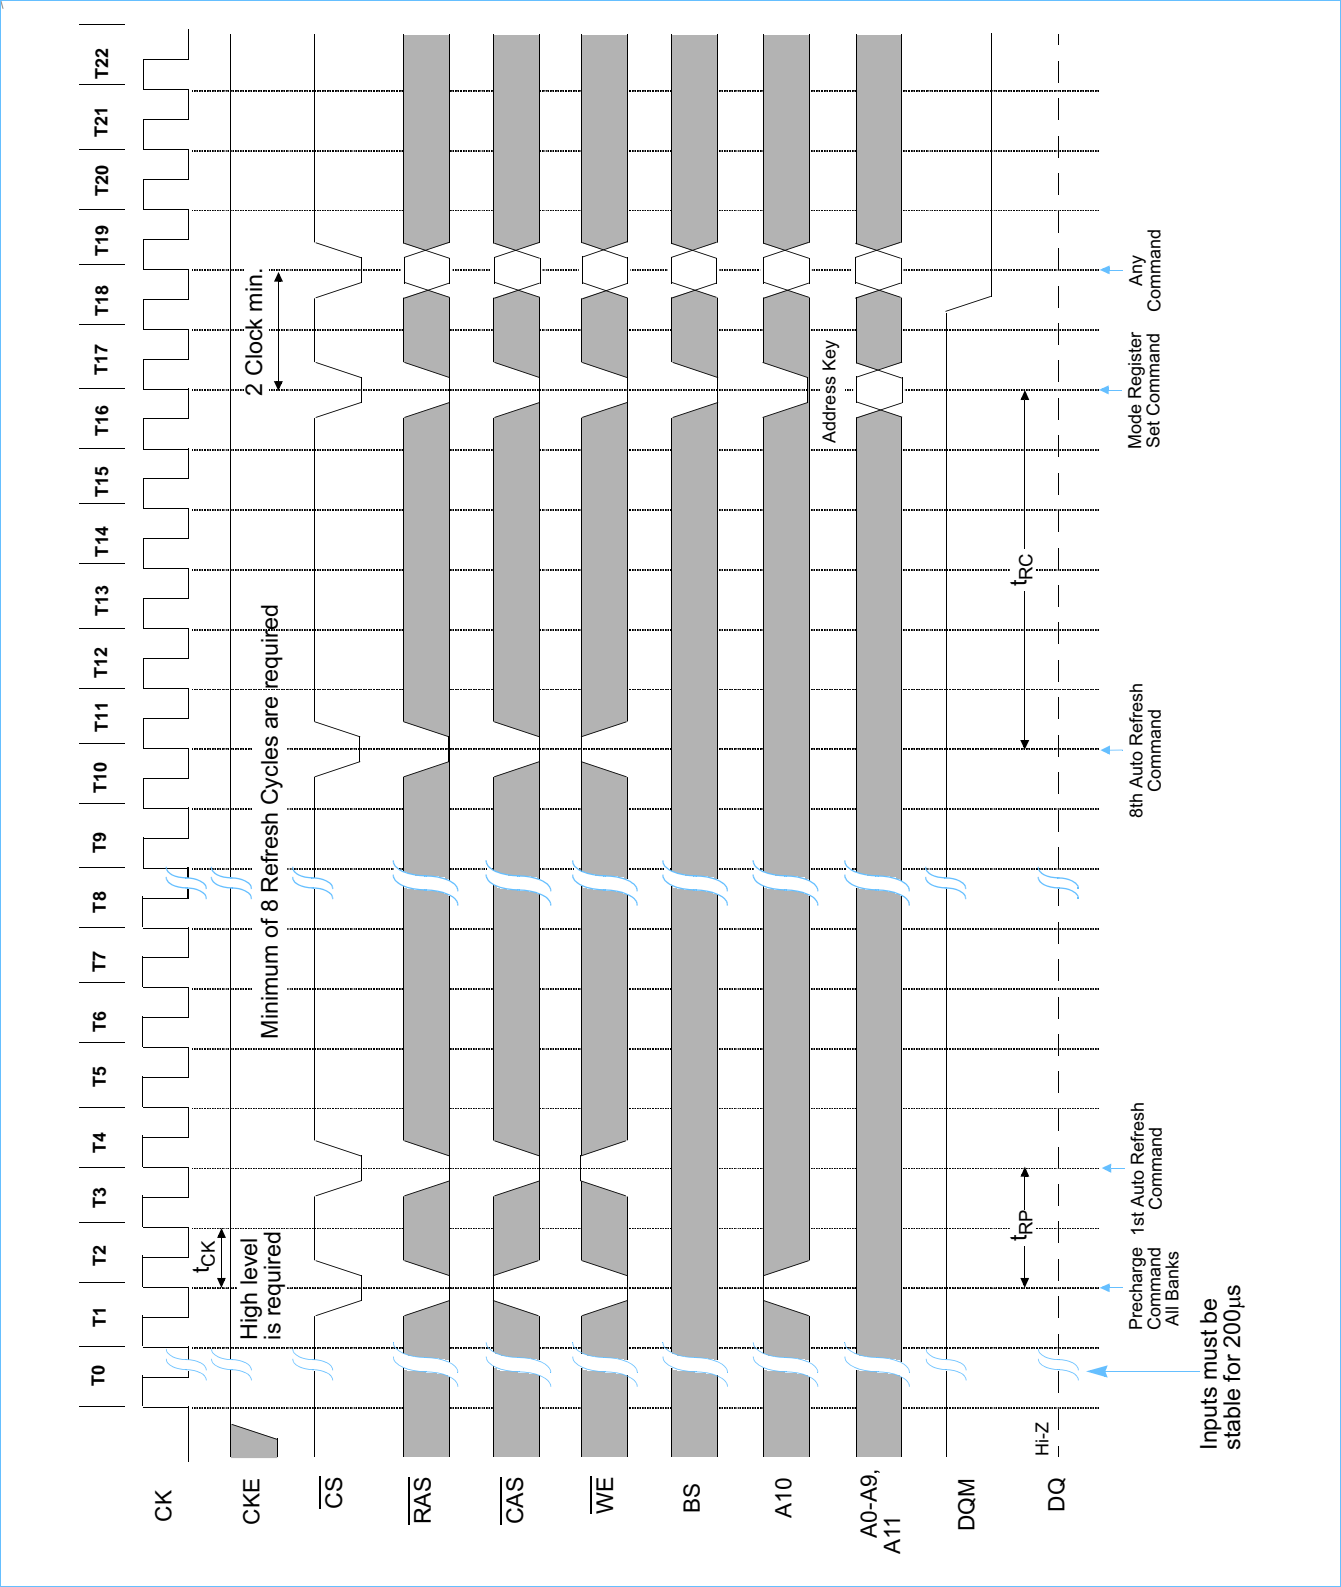 T0 T1 T2 T3 T4 T5 T6 T7 T8 T9 T10 T11 T12 T13 T14 T15 T16 T17 T18 T19 T20 T21 T22
CK
tCK
CKE
High level
is required
Minimum of 8 Refresh Cycles are required
2 Clock min.
CS
RAS
CAS
WE
BS
A10
Address Key
A0-A9,
A11
DQM
tRP
tRC
DQ
Hi-Z
Precharge
Command
All Banks
1st Auto Refresh
Command
8th Auto Refresh
Command
Mode Register
Set Command
Any
Command
Inputs must be
stable for 200µs